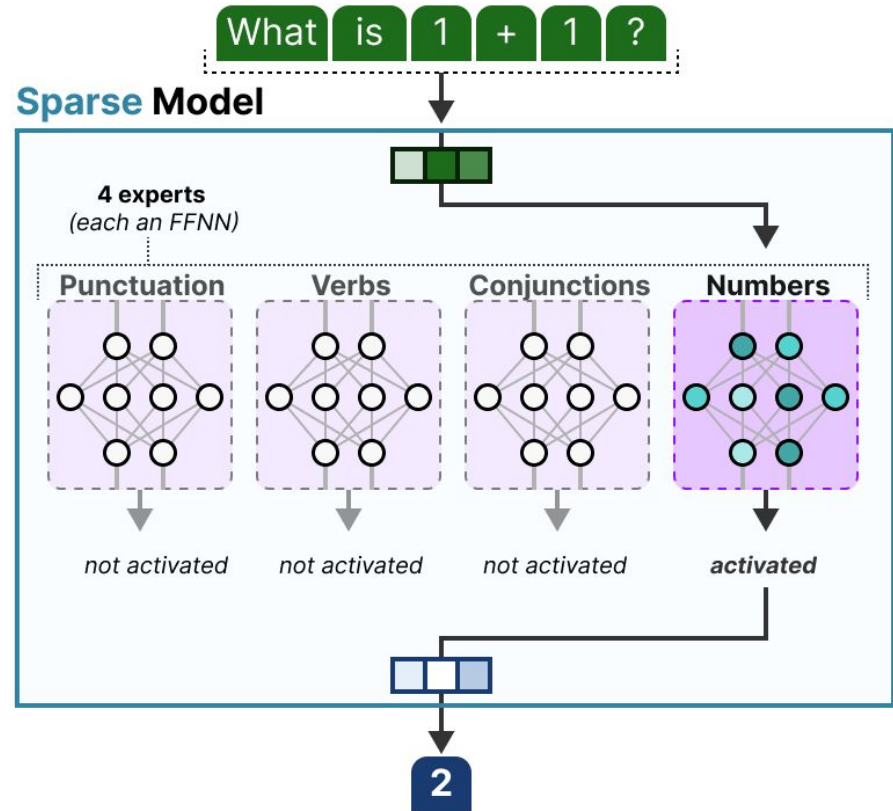 What is 1 + 1 ?
Sparse Model
4 experts
(each an FFNN)
Punctuation Verbs Conjunctions Numbers
not activated not activated not activated activated
2